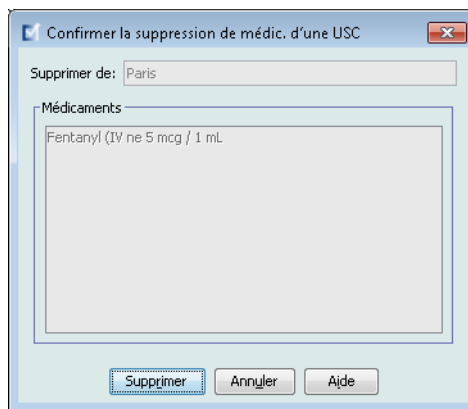 Confirmer la suppression de médic. d'une USC
Supprimer de: Paris
Médicaments
Fentanyl (IV ne 5 mcg / 1 mL
Supprimer Annuler Aide